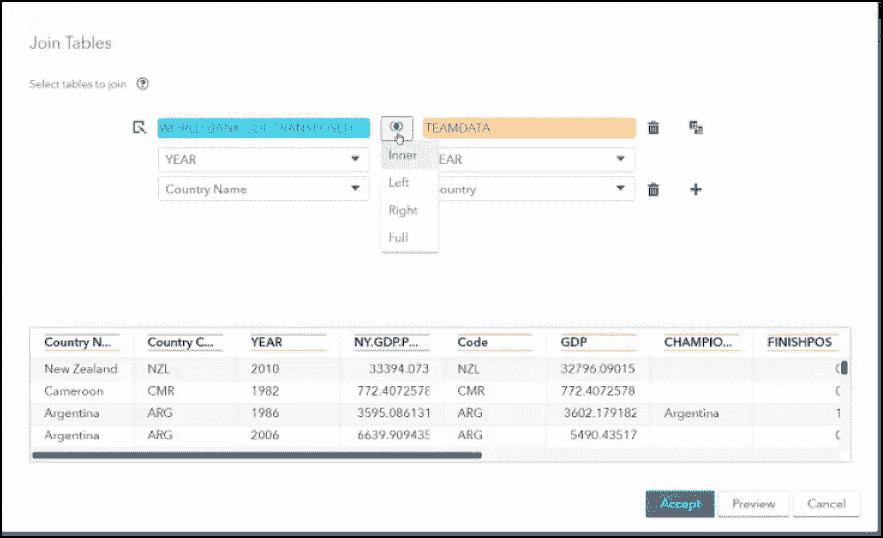 Join Tables
Select tables to join ?
WORLD BANK TRANSPOSED TEAMDATA
YEAR EAR
Inner
Country Name ountry
Left
Right
Full
Country N... Country C... YEAR NY.GDP.P... Code GDP CHAMPIO... FINISHPOS
New Zealand NZL 2010 33394.073 NZL 32796.09015
Cameroon CMR 1982 772.4072578 CMR 772.4072578
Argentina ARG 1986 3595.086131 ARG 3602.179182 Argentina 1
Argentina ARG 2006 6639.909435 ARG 5490.43517
Accept Preview Cancel